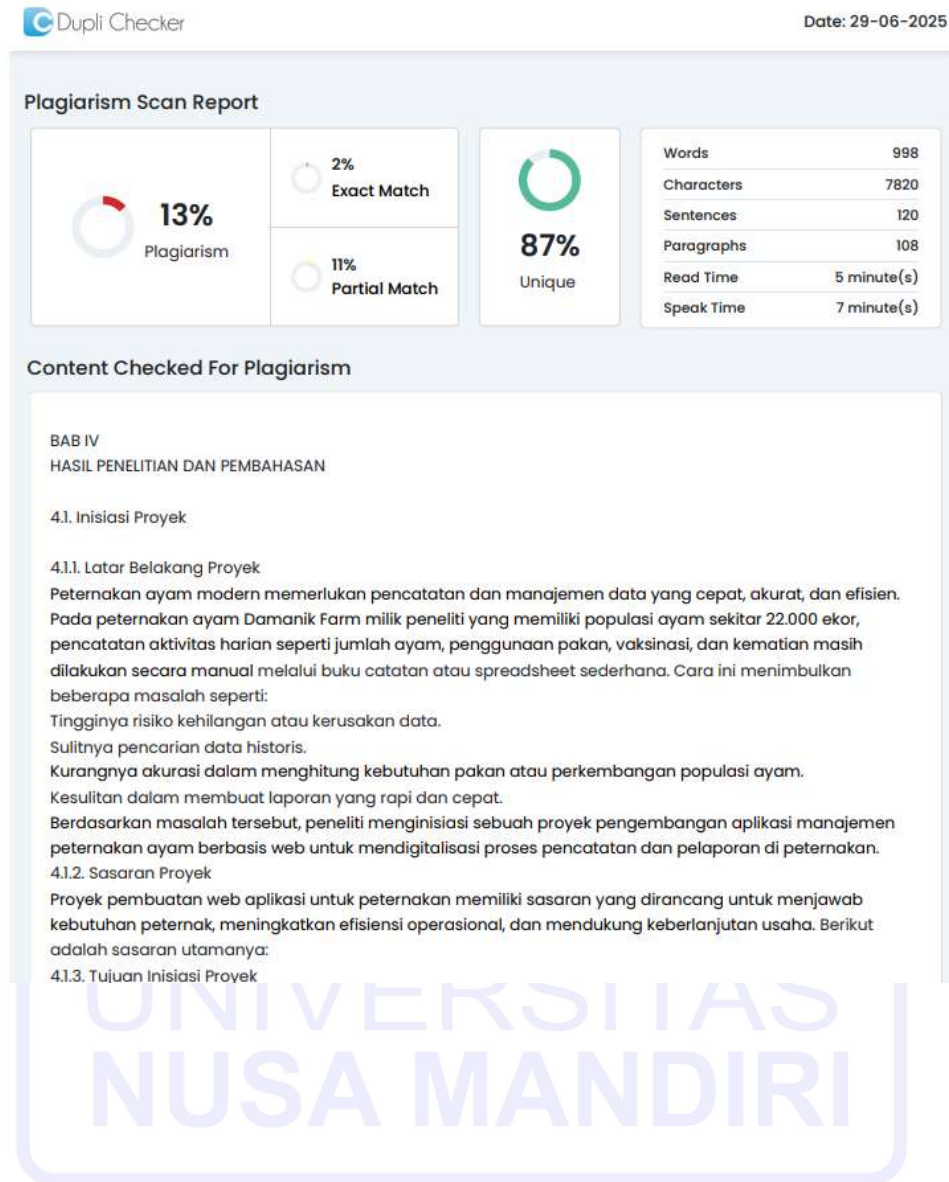 Dupli Checker
Date: 29-06-2025
Plagiarism Scan Report
13%
Plagiarism
2%
Exact Match
11%
Partial Match
87%
Unique
Words 998
Characters 7820
Sentences 120
Paragraphs 108
Read Time 5 minute(s)
Speak Time 7 minute(s)
Content Checked For Plagiarism
BAB IV
HASIL PENELITIAN DAN PEMBAHASAN
4.1. Inisiasi Proyek
4.1.1. Latar Belakang Proyek
Peternakan ayam modern memerlukan pencatatan dan manajemen data yang cepat, akurat, dan efisien.
Pada peternakan ayam Damanik Farm milik peneliti yang memiliki populasi ayam sekitar 22.000 ekor,
pencatatan aktivitas harian seperti jumlah ayam, penggunaan pakan, vaksinasi, dan kematian masih
dilakukan secara manual melalui buku catatan atau spreadsheet sederhana. Cara ini menimbulkan
beberapa masalah seperti:
Tingginya risiko kehilangan atau kerusakan data.
Sulitnya pencarian data historis.
Kurangnya akurasi dalam menghitung kebutuhan pakan atau perkembangan populasi ayam.
Kesulitan dalam membuat laporan yang rapi dan cepat.
Berdasarkan masalah tersebut, peneliti menginisiasi sebuah proyek pengembangan aplikasi manajemen
peternakan ayam berbasis web untuk mendigitalisasi proses pencatatan dan pelaporan di peternakan.
4.1.2. Sasaran Proyek
Proyek pembuatan web aplikasi untuk peternakan memiliki sasaran yang dirancang untuk menjawab
kebutuhan peternak, meningkatkan efisiensi operasional, dan mendukung keberlanjutan usaha. Berikut
adalah sasaran utamanya:
4.1.3. Tujuan Inisiasi Proyek
UNIVERSITAS
NUSA MANDIRI